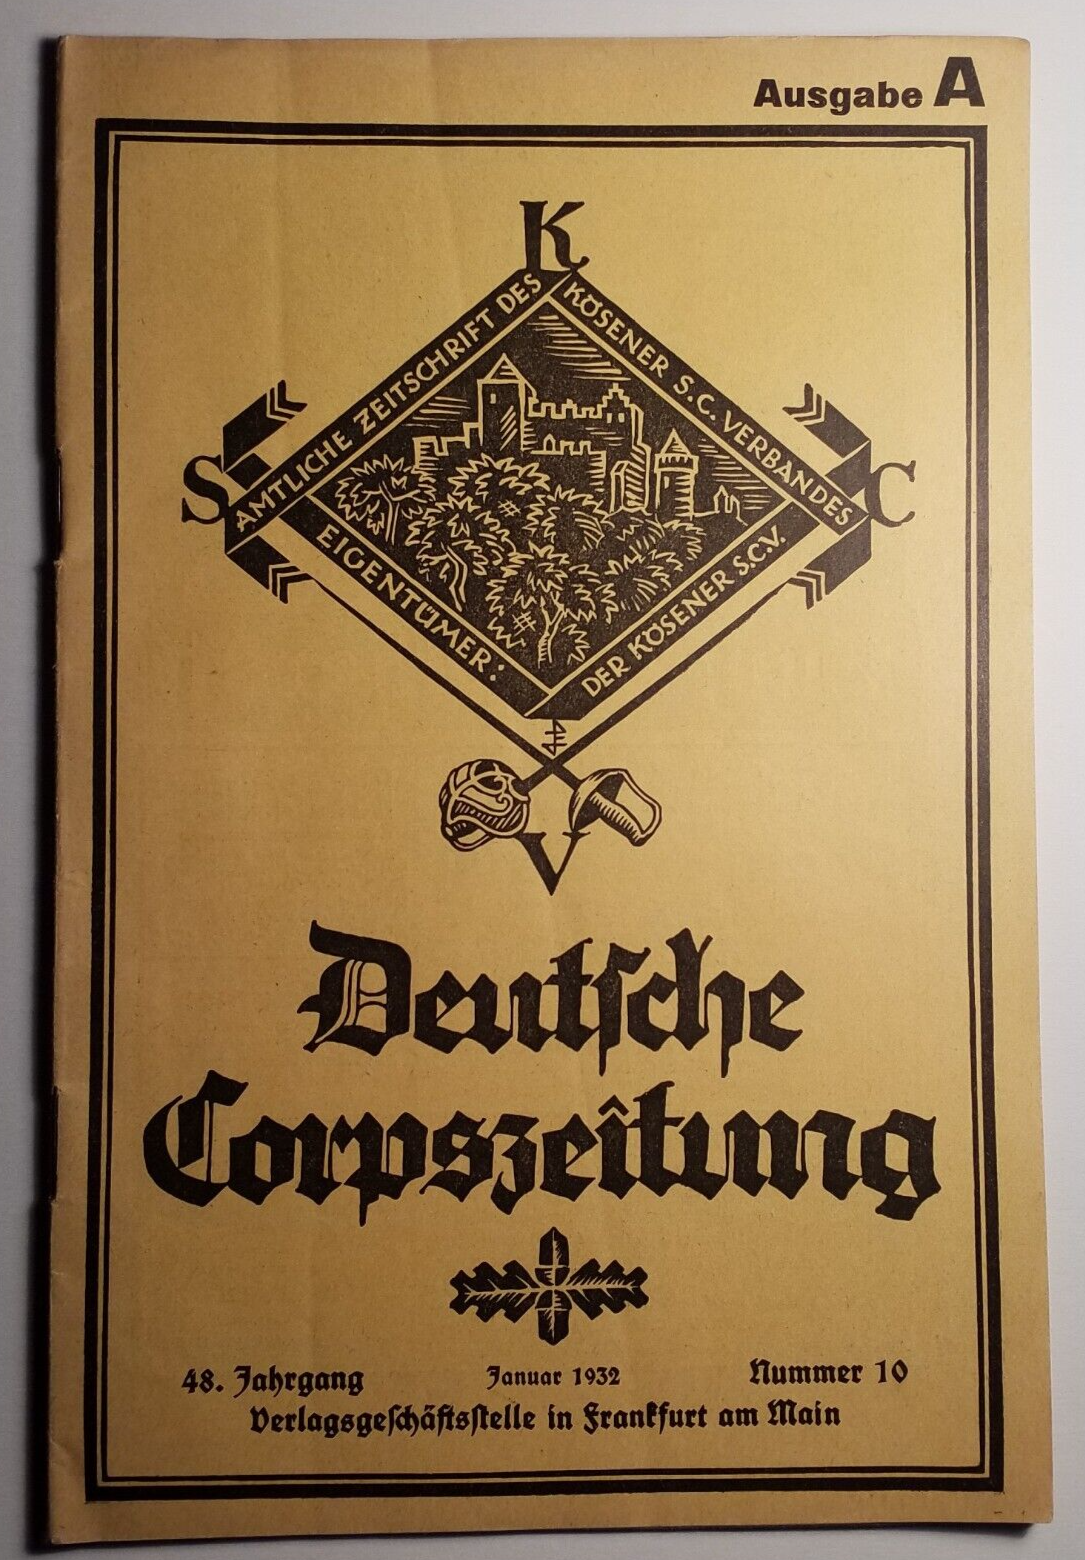 Ausgabe A
K
AMTLICHE ZEITSCHRIFT DES
KÖSENER S.C. VERBANDES
S
C
EIGENTÜMER:
DER KÖSENER S.C.V.
V
Deutsche
Corpszeitung
48. Jahrgang Januar 1932 Nummer 10
Verlagsgeschäftsstelle in Frankfurt am Main